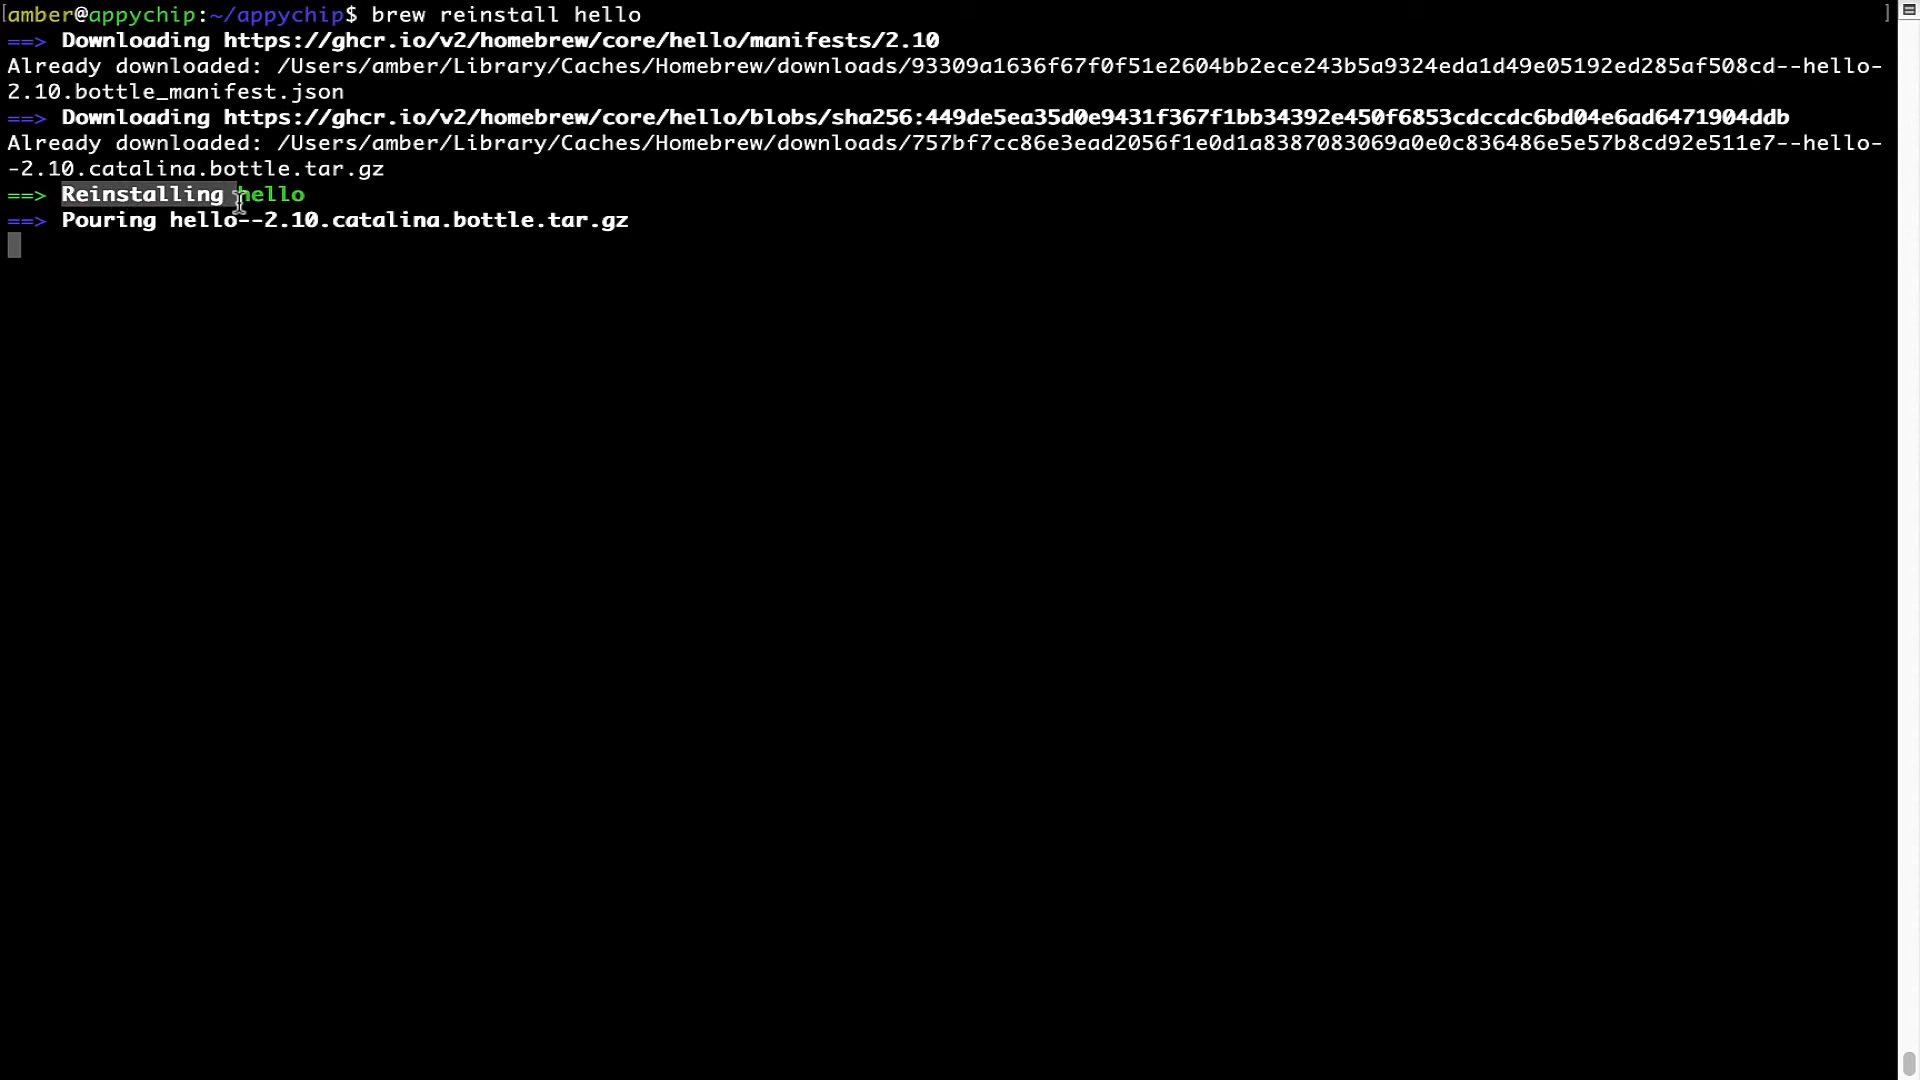 [amber@appychip:~/appychip$ brew reinstall hello ]
==> Downloading https://ghcr.io/v2/homebrew/core/hello/manifests/2.10
Already downloaded: /Users/amber/Library/Caches/Homebrew/downloads/93309a1636f67f0f51e2604bb2ece243b5a9324eda1d49e05192ed285af508cd--hello-
2.10.bottle_manifest.json
==> Downloading https://ghcr.io/v2/homebrew/core/hello/blobs/sha256:449de5ea35d0e9431f367f1bb34392e450f6853cdccdc6bd04e6ad6471904ddb
Already downloaded: /Users/amber/Library/Caches/Homebrew/downloads/757bf7cc86e3ead2056f1e0d1a8387083069a0e0c836486e5e57b8cd92e511e7--hello-
-2.10.catalina.bottle.tar.gz
==> Reinstalling hello
==> Pouring hello--2.10.catalina.bottle.tar.gz